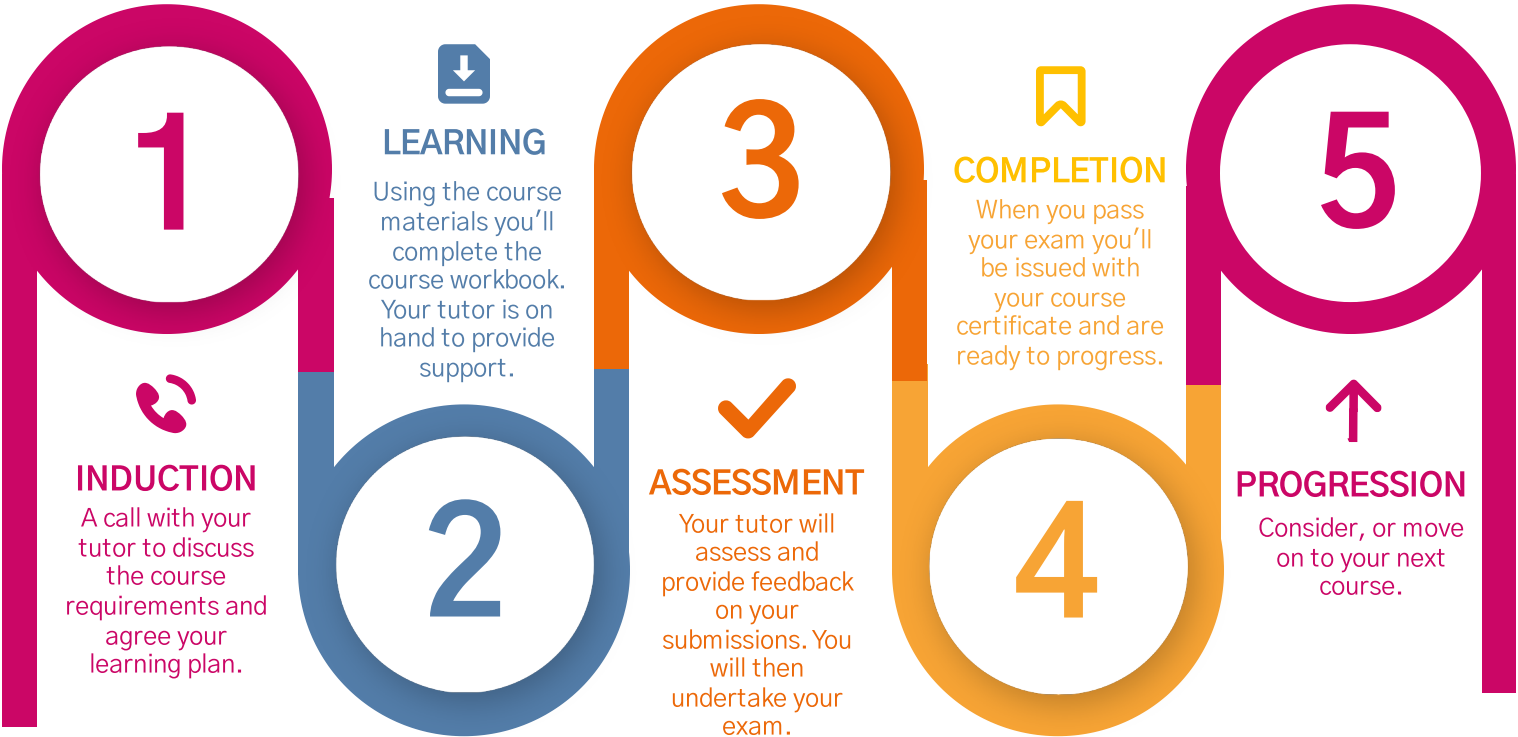 1
INDUCTION
A call with your
tutor to discuss
the course
requirements and
agree your
learning plan.
LEARNING
Using the course
materials you'll
complete the
course workbook.
Your tutor is on
hand to provide
support.
2
3
ASSESSMENT
Your tutor will
assess and
provide feedback
on your
submissions. You
will then
undertake your
exam.
COMPLETION
When you pass
your exam you'll
be issued with
your course
certificate and are
ready to progress.
4
5
PROGRESSION
Consider, or move
on to your next
course.